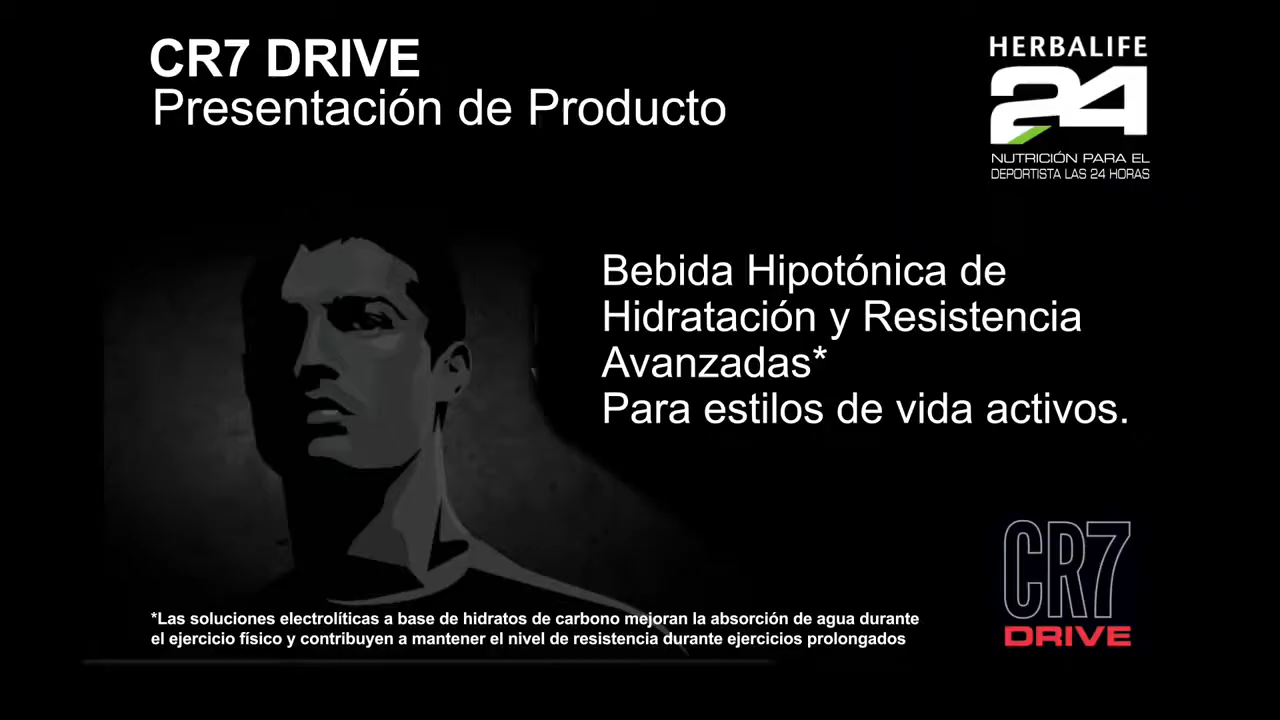 CR7 DRIVE
Presentación de Producto
HERBALIFE
24
NUTRICIÓN PARA EL
DEPORTISTA LAS 24 HORAS
Bebida Hipotónica de
Hidratación y Resistencia
Avanzadas*
Para estilos de vida activos.
*Las soluciones electrolíticas a base de hidratos de carbono mejoran la absorción de agua durante
el ejercicio físico y contribuyen a mantener el nivel de resistencia durante ejercicios prolongados
CR7
DRIVE